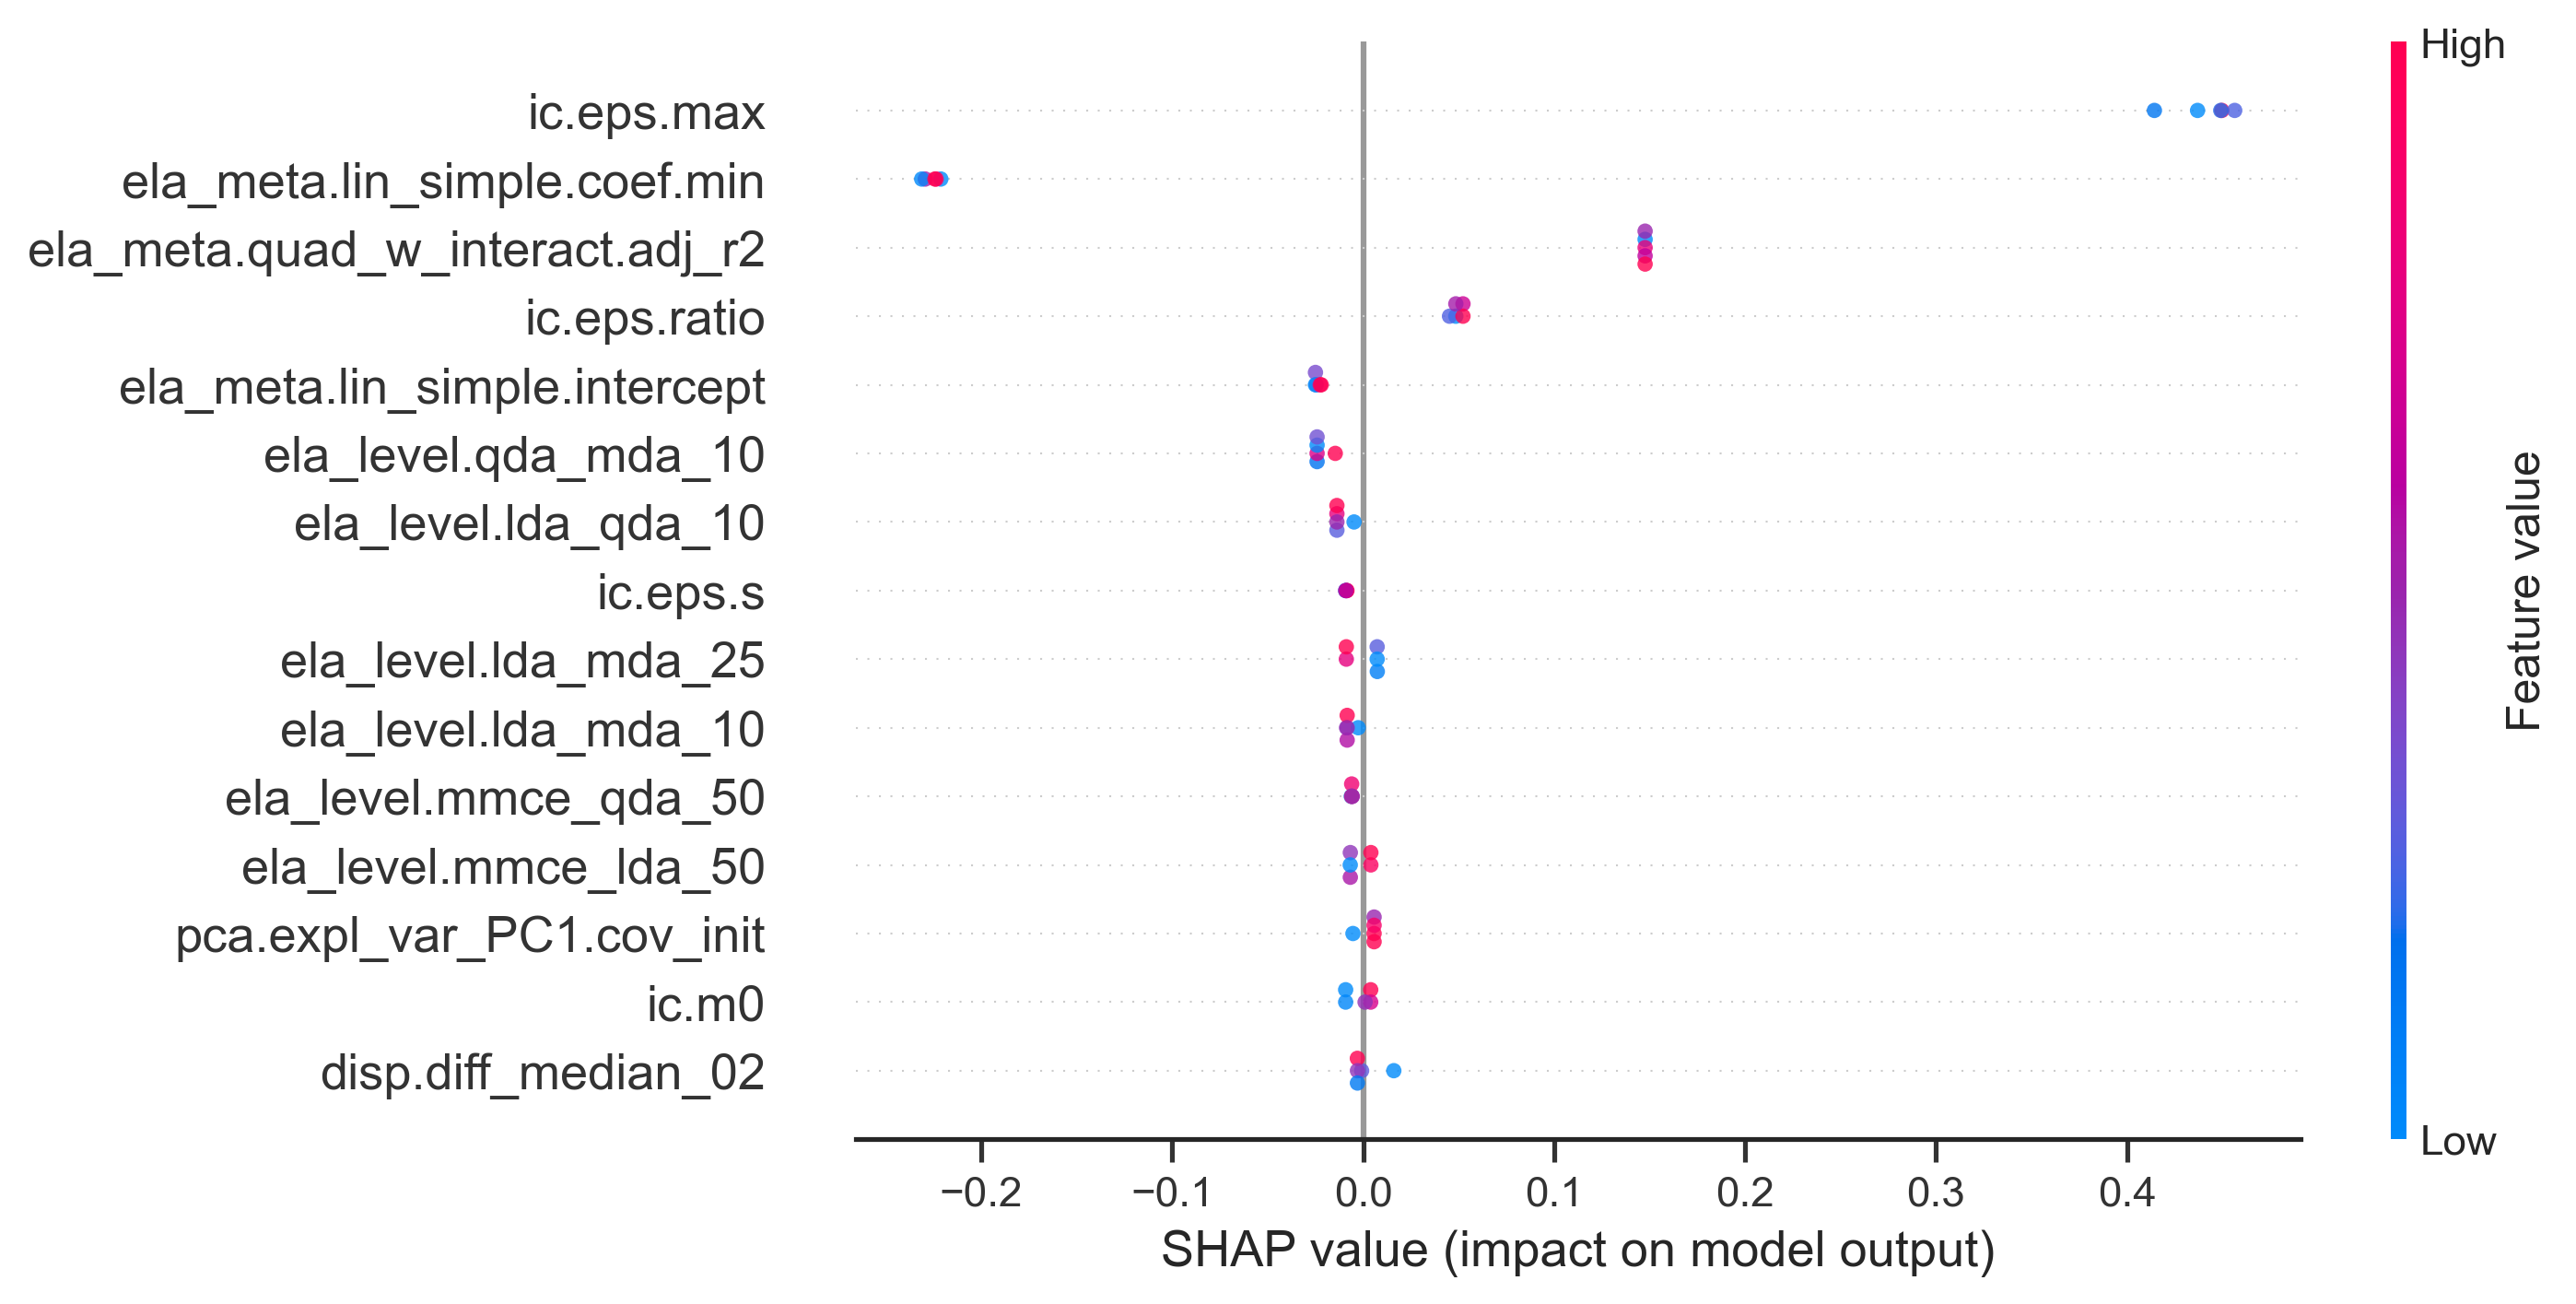 High
ic.eps.max
ela_meta.lin_simple.coef.min
ela_meta.quad_w_interact.adj_r2
ic.eps.ratio
ela_meta.lin_simple.intercept
ela_level.qda_mda_10
ela_level.lda_qda_10
ic.eps.s
ela_level.lda_mda_25
ela_level.lda_mda_10
ela_level.mmce_qda_50
ela_level.mmce_lda_50
pca.expl_var_PC1.cov_init
ic.m0
disp.diff_median_02
Feature value
Low
−0.2 −0.1 0.0 0.1 0.2 0.3 0.4
SHAP value (impact on model output)